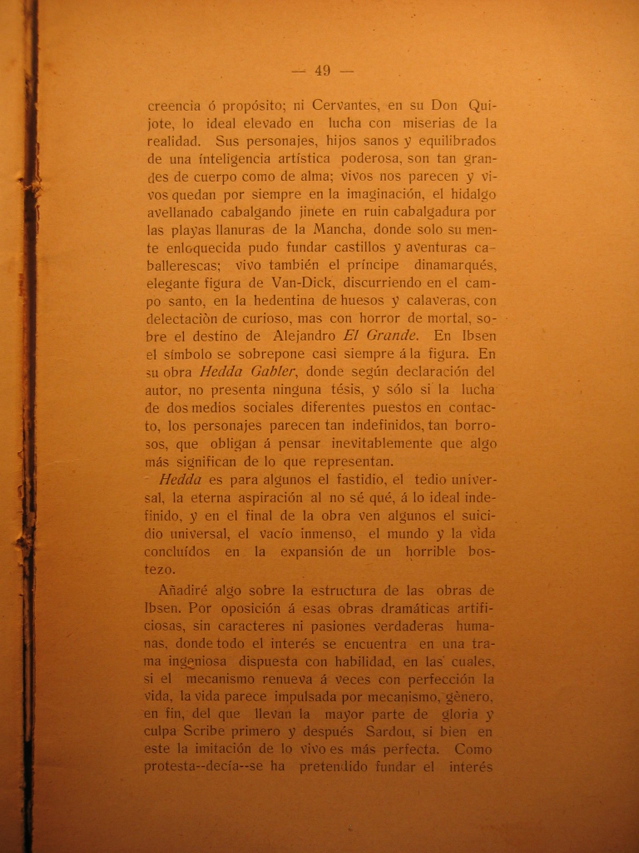 — 49 —
creencia ó propósito; ni Cervantes, en su Don Qui-
jote, lo ideal elevado en lucha con miserias de la
realidad. Sus personajes, hijos sanos y equilibrados
de una inteligencia artística poderosa, son tan gran-
des de cuerpo como de alma; vivos nos parecen y vi-
vos quedan por siempre en la imaginación, el hidalgo
avellanado cabalgando jinete en ruin cabalgadura por
las playas llanuras de la Mancha, donde solo su men-
te enloquecida pudo fundar castillos y aventuras ca-
ballerescas; vivo también el príncipe dinamarqués,
elegante figura de Van-Dick, discurriendo en el cam-
po santo, en la hedentina de huesos y calaveras, con
delectaciòn de curioso, mas con horror de mortal, so-
bre el destino de Alejandro El Grande. En Ibsen
el símbolo se sobrepone casi siempre á la figura. En
su obra Hedda Gabler, donde según declaración del
autor, no presenta ninguna tésis, y sólo si la lucha
de dos medios sociales diferentes puestos en contac-
to, los personajes parecen tan indefinidos, tan borro-
sos, que obligan á pensar inevitablemente que algo
más significan de lo que representan.
Hedda es para algunos el fastidio, el tedio univer-
sal, la eterna aspiración al no sé qué, á lo ideal inde-
finido, y en el final de la obra ven algunos el suici-
dio universal, el vacío inmenso, el mundo y la vida
concluídos en la expansión de un horrible bos-
tezo.
Añadiré algo sobre la estructura de las obras de
Ibsen. Por oposición á esas obras dramáticas artifi-
ciosas, sin caracteres ni pasiones verdaderas huma-
nas, donde todo el interés se encuentra en una tra-
ma ingeniosa dispuesta con habilidad, en las cuales,
si el mecanismo renueva á veces con perfección la
vida, la vida parece impulsada por mecanismo, gènero,
en fin, del que llevan la mayor parte de gloria y
culpa Scribe primero y después Sardou, si bien en
este la imitación de lo vivo es más perfecta. Como
protesta--decía--se ha pretendido fundar el interés